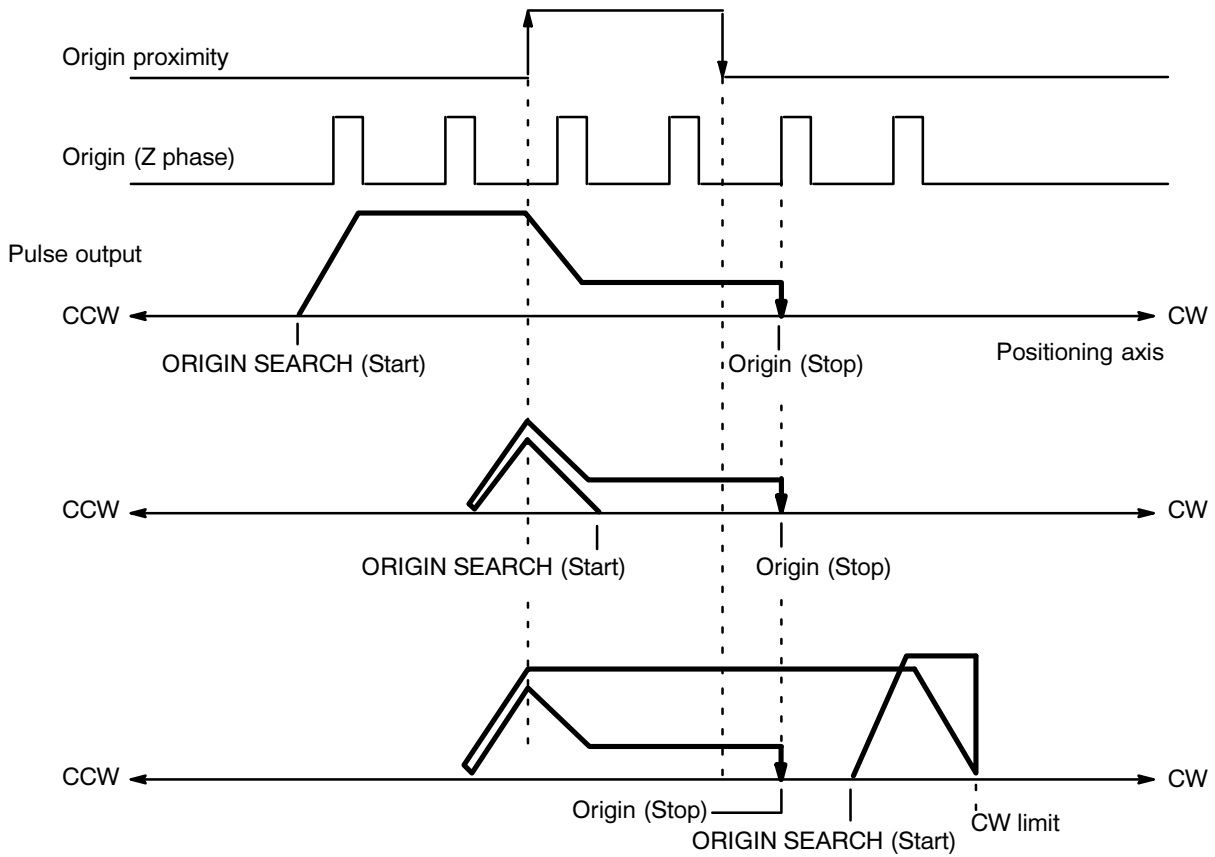 Origin proximity
Origin (Z phase)
Pulse output
CCW
CW
ORIGIN SEARCH (Start)
Origin (Stop)
Positioning axis
CCW
CW
ORIGIN SEARCH (Start)
Origin (Stop)
CCW
CW
Origin (Stop)
ORIGIN SEARCH (Start)
CW limit